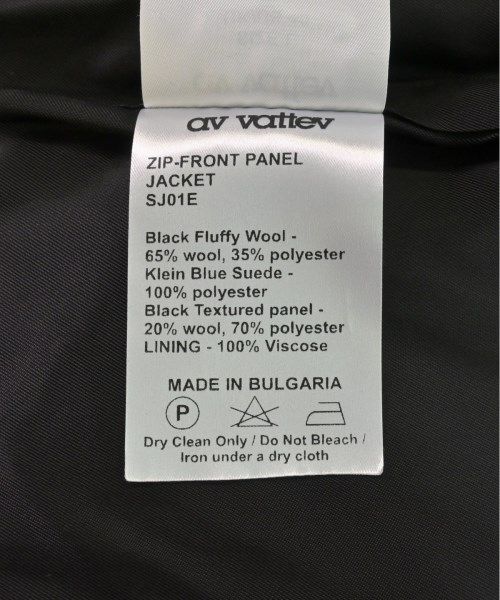 av vattev
ZIP-FRONT PANEL
JACKET
SJ01E
Black Fluffy Wool -
65% wool, 35% polyester
Klein Blue Suede -
100% polyester
Black Textured panel -
20% wool, 70% polyester
LINING - 100% Viscose
MADE IN BULGARIA
P
Dry Clean Only / Do Not Bleach /
Iron under a dry cloth